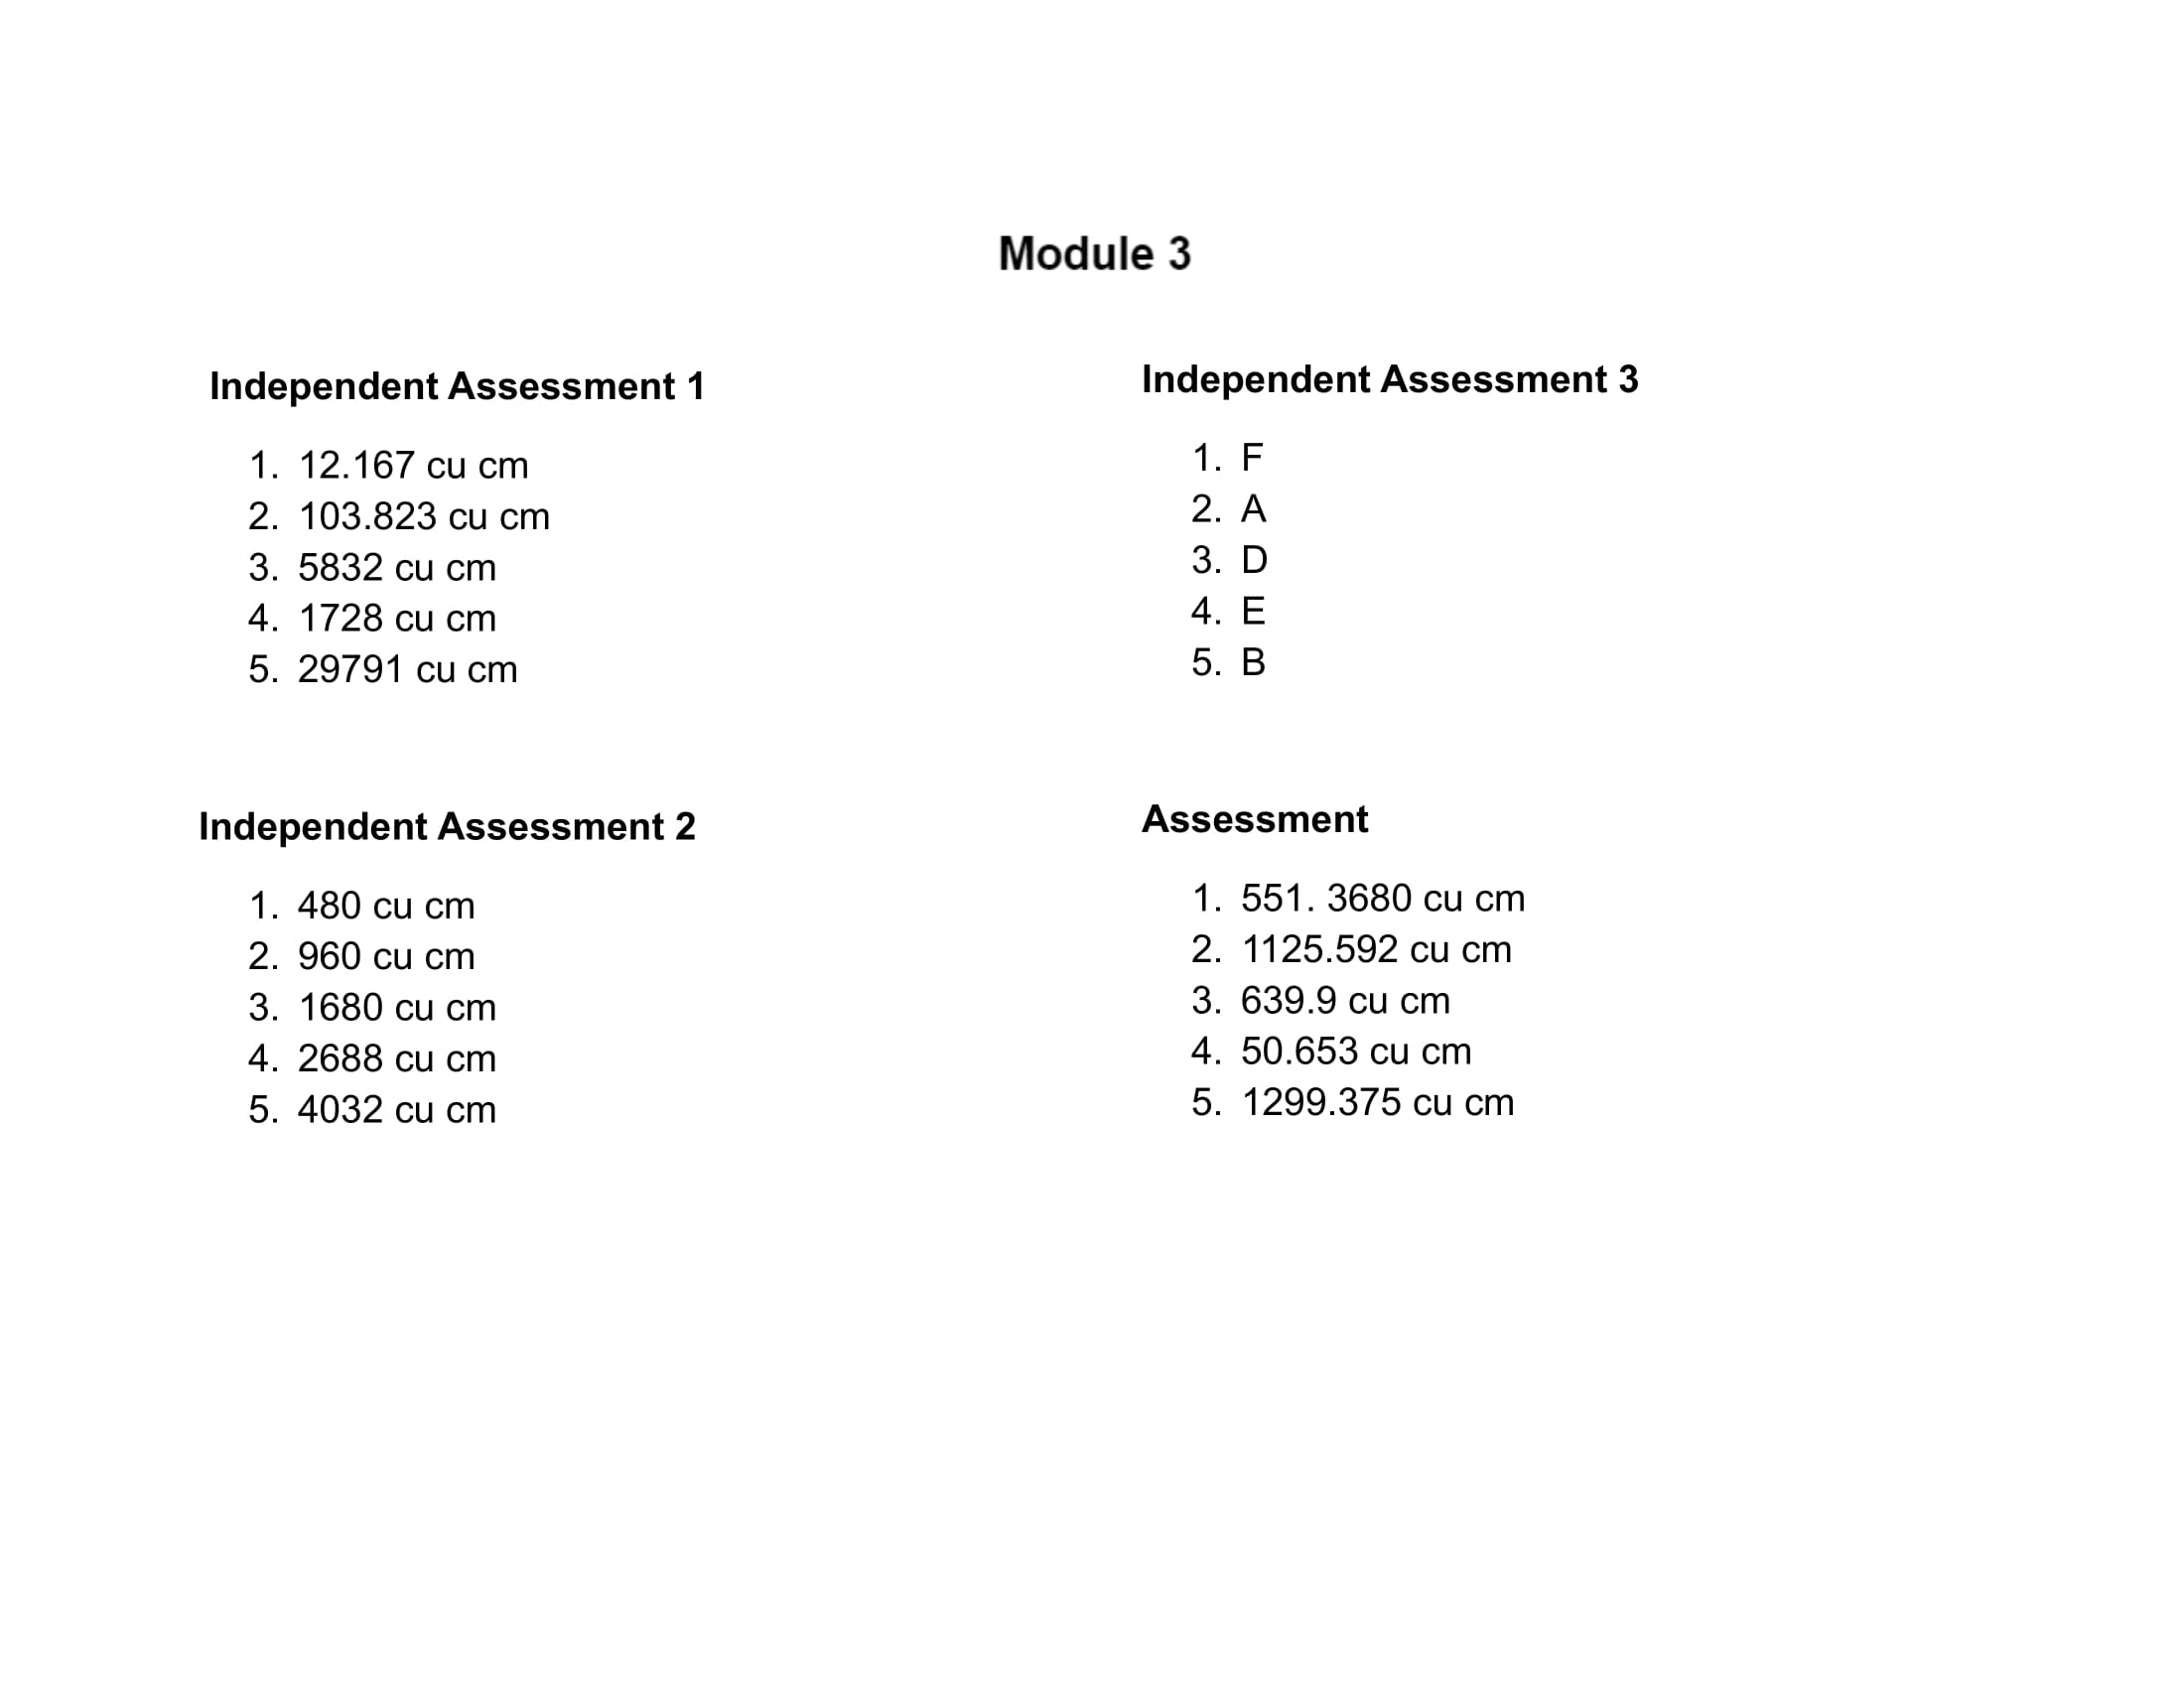 Module 3
Independent Assessment 1
1. 12.167 cu cm
2. 103.823 cu cm
3. 5832 cu cm
4. 1728 cu cm
5. 29791 cu cm
Independent Assessment 2
1. 480 cu cm
2. 960 cu cm
3. 1680 cu cm
4. 2688 cu cm
5. 4032 cu cm
Independent Assessment 3
1. F
2. A
3. D
4. E
5. B
Assessment
1. 551. 3680 cu cm
2. 1125.592 cu cm
3. 639.9 cu cm
4. 50.653 cu cm
5. 1299.375 cu cm